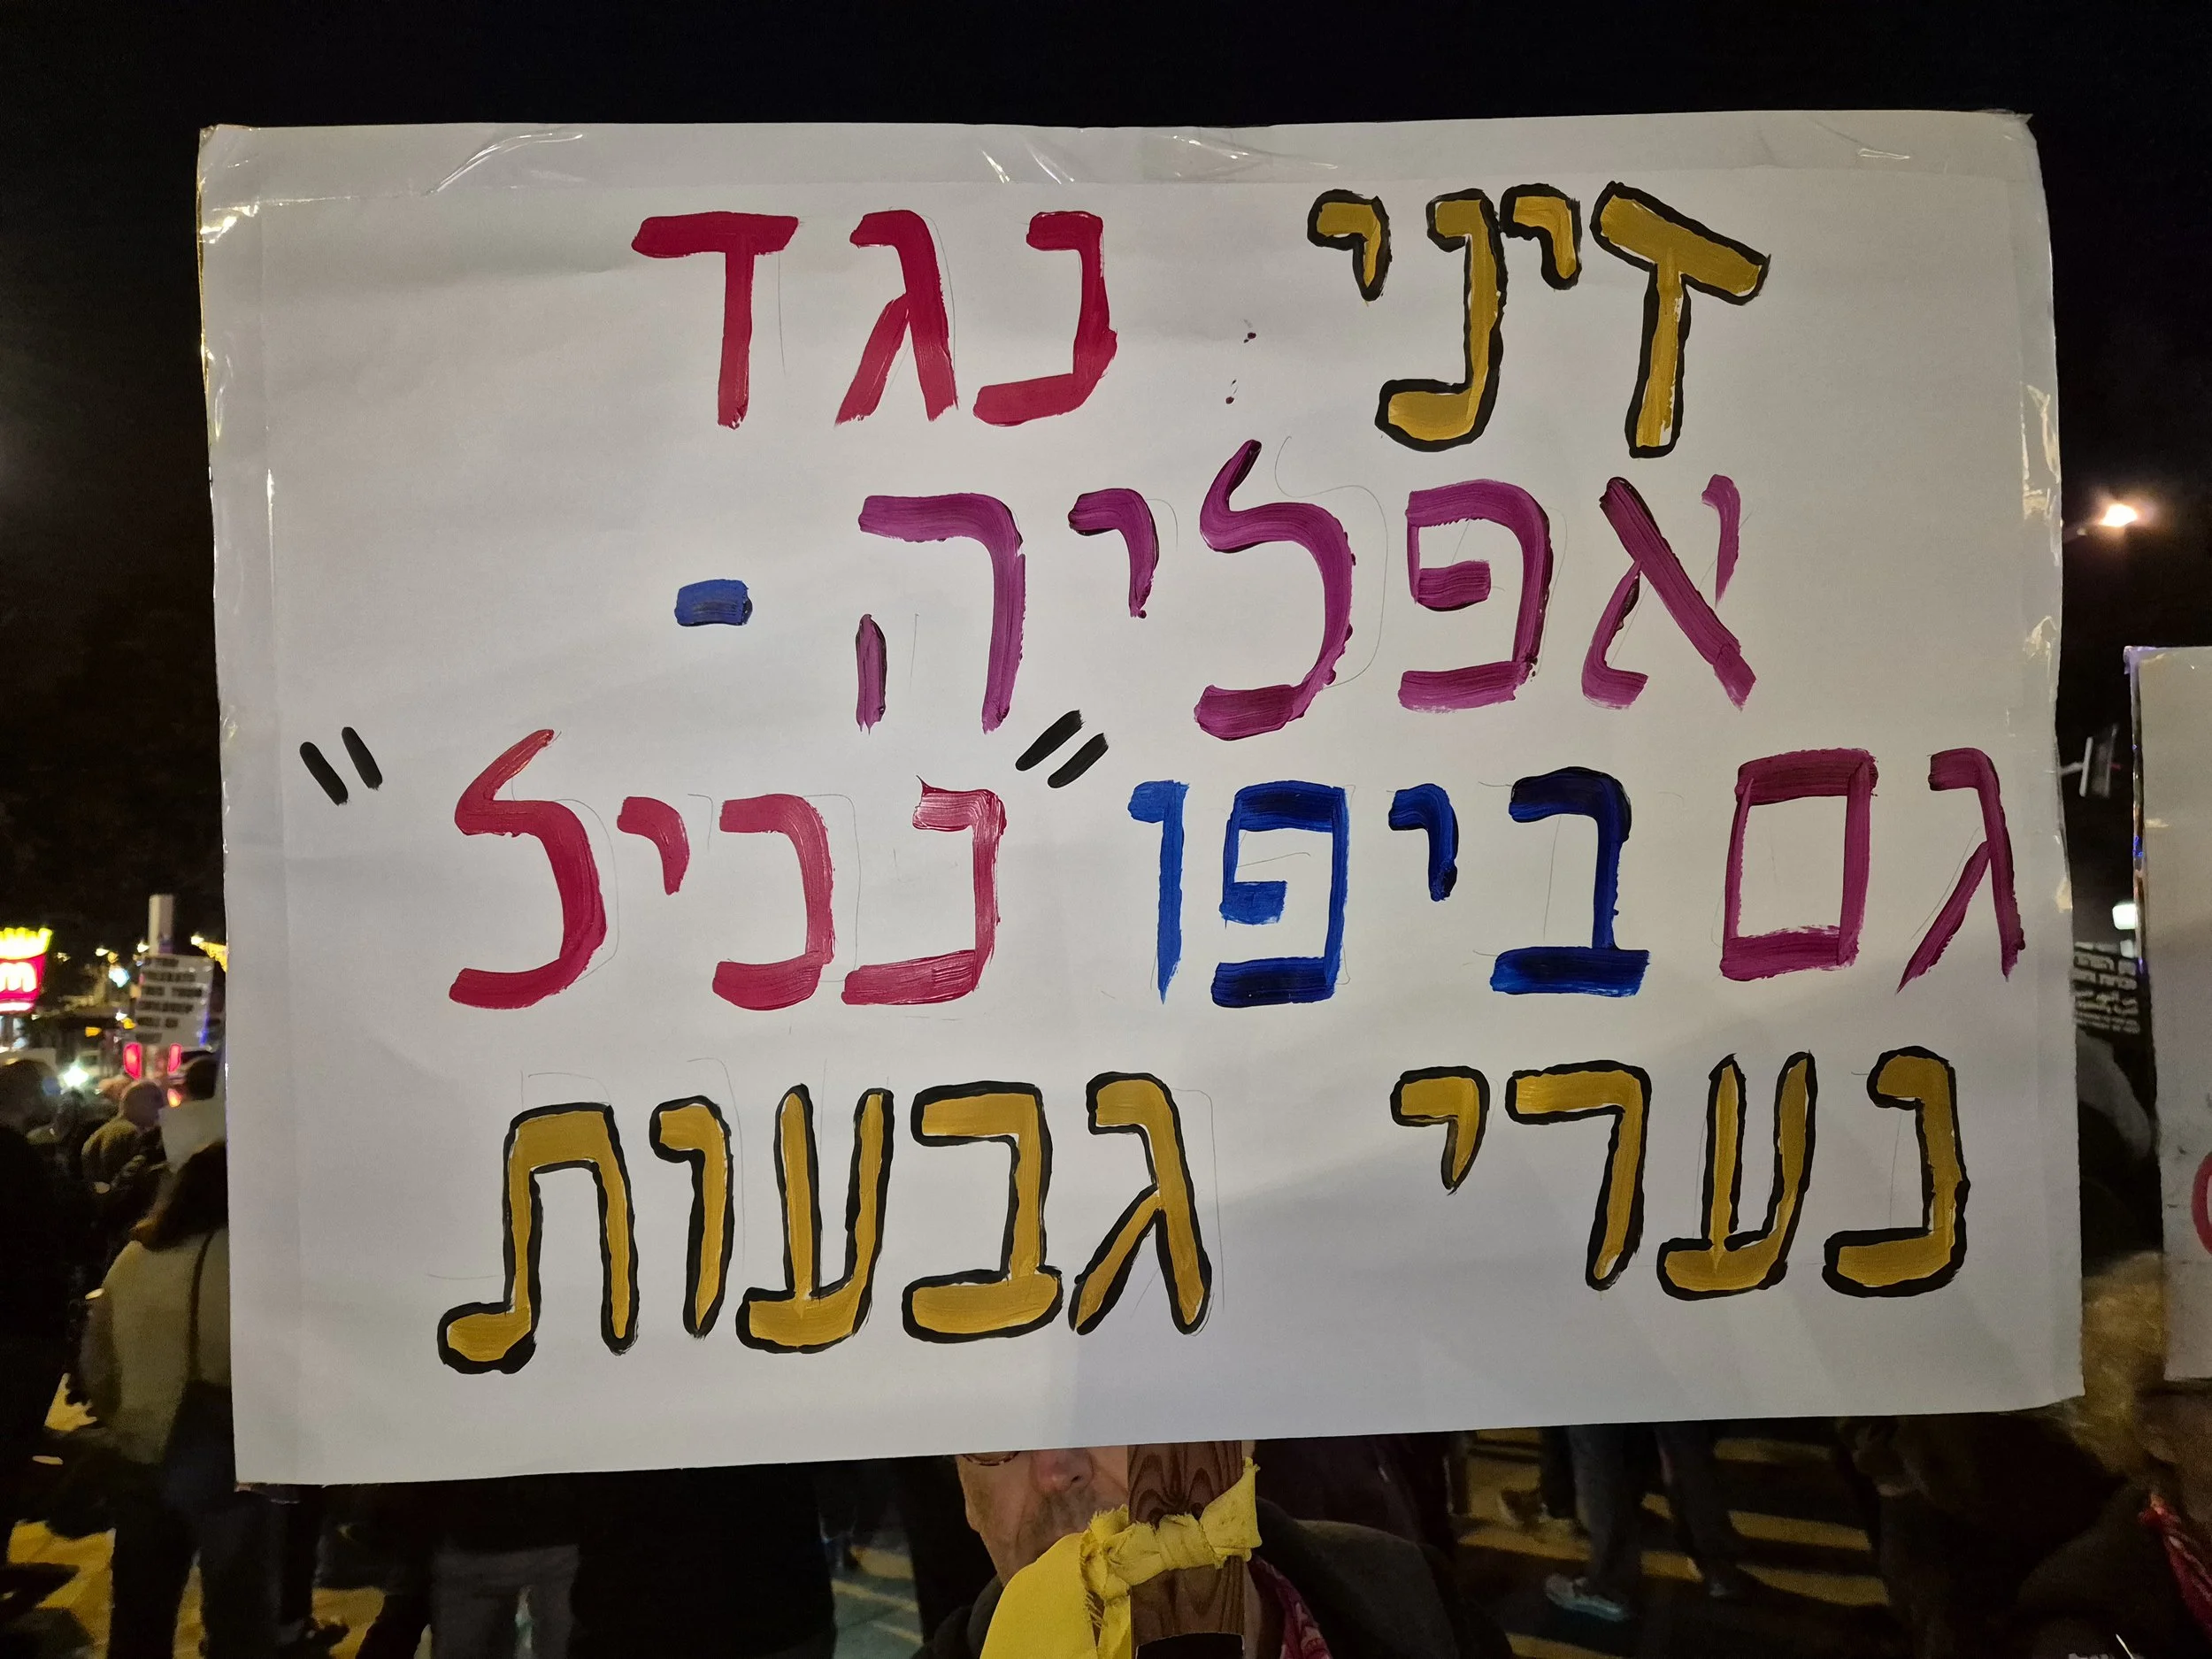 דיני נגד
אפליה -
גם ביפו "נכיל"
נערי גבעות